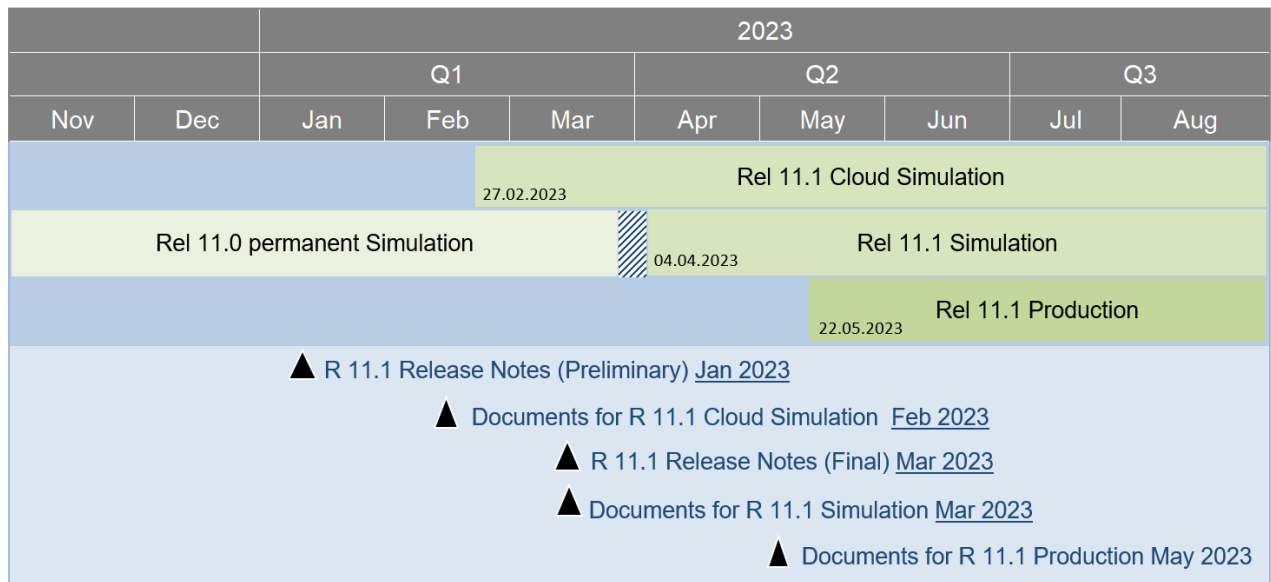 2023
Q1 Q2 Q3
Nov Dec Jan Feb Mar Apr May Jun Jul Aug
Rel 11.1 Cloud Simulation
27.02.2023
Rel 11.0 permanent Simulation
Rel 11.1 Simulation
04.04.2023
Rel 11.1 Production
22.05.2023
R 11.1 Release Notes (Preliminary) Jan 2023
Documents for R 11.1 Cloud Simulation Feb 2023
R 11.1 Release Notes (Final) Mar 2023
Documents for R 11.1 Simulation Mar 2023
Documents for R 11.1 Production May 2023